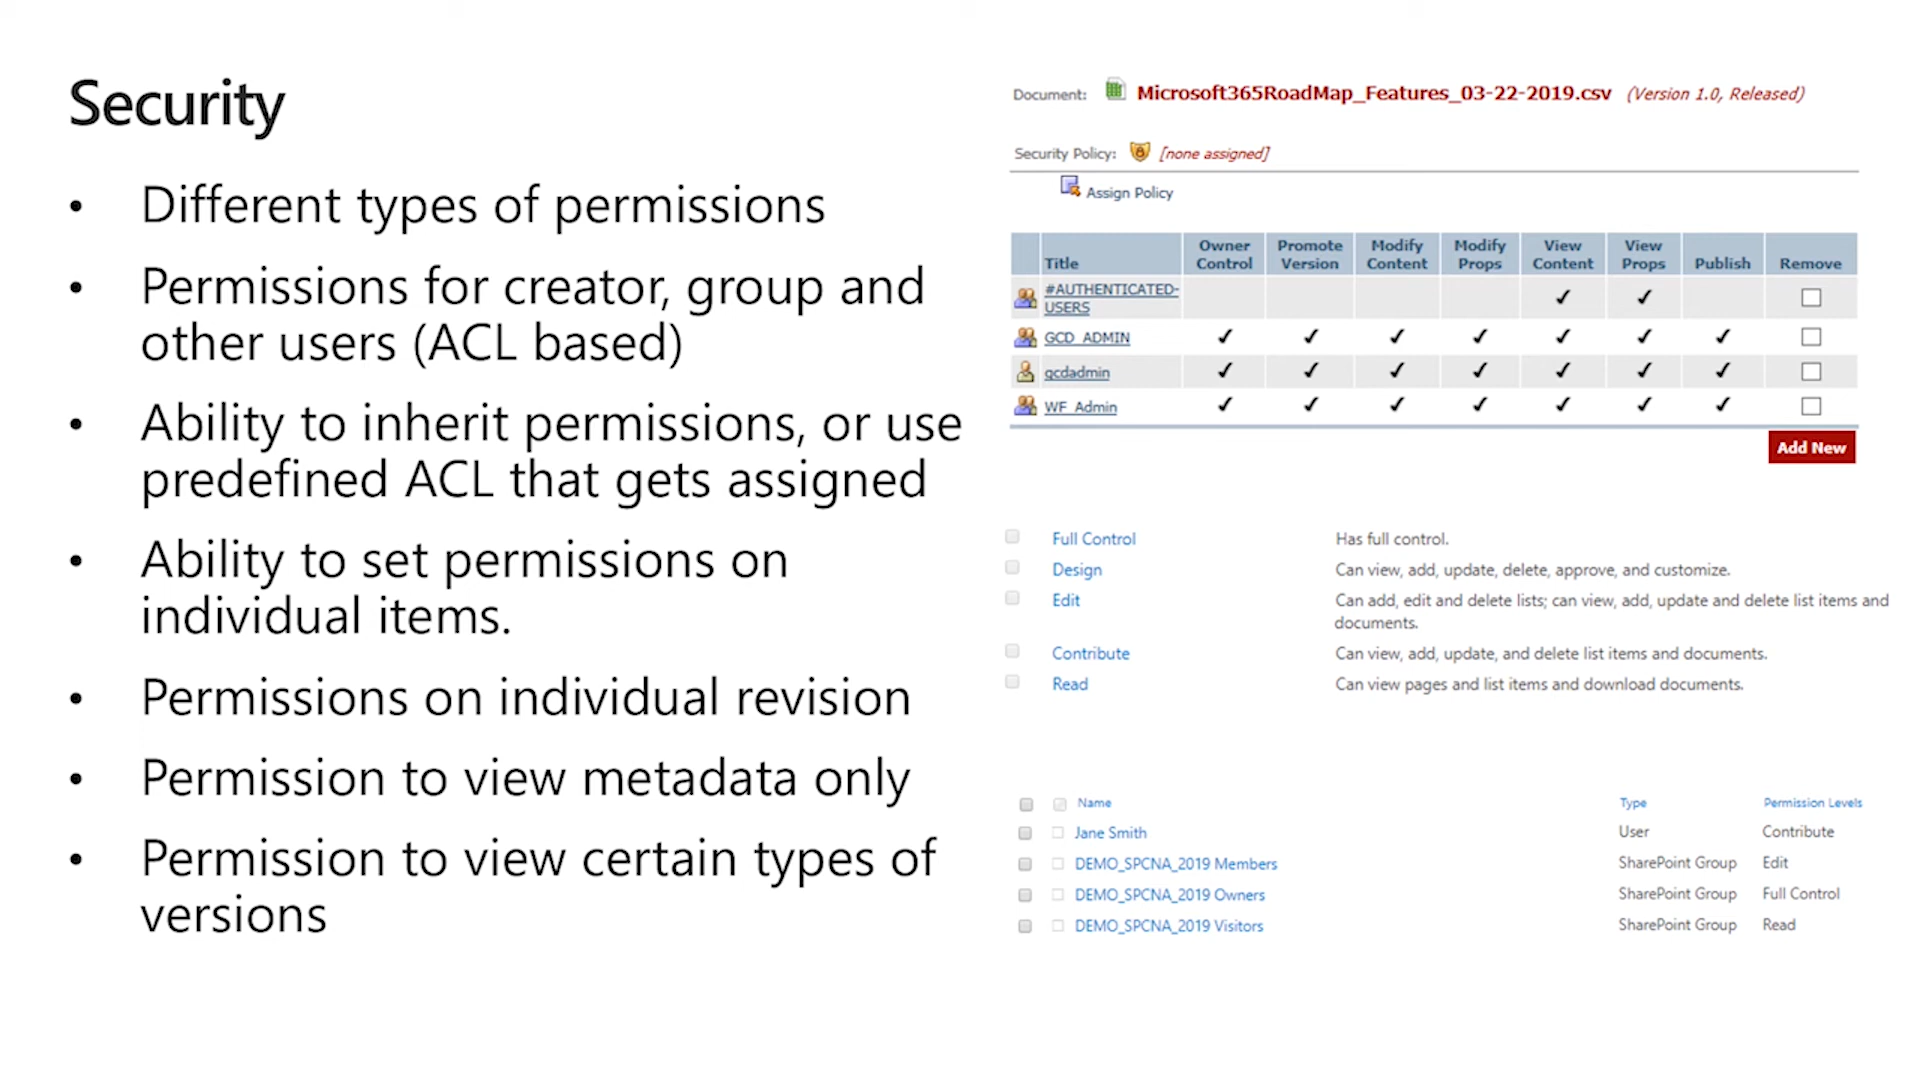 Security
• Different types of permissions
• Permissions for creator, group and
other users (ACL based)
• Ability to inherit permissions, or use
predefined ACL that gets assigned
• Ability to set permissions on
individual items.
• Permissions on individual revision
• Permission to view metadata only
• Permission to view certain types of
versions
Document: Microsoft365RoadMap_Features_03-22-2019.csv (Version 1.0, Released)
Security Policy: [none assigned]
Assign Policy
Title Owner Control Promote Version Modify Content Modify Props View Content View Props Publish Remove
#AUTHENTICATED-
USERS ✓ ✓
GCD_ADMIN ✓ ✓ ✓ ✓ ✓ ✓ ✓
gcdadmin ✓ ✓ ✓ ✓ ✓ ✓ ✓
WF_Admin ✓ ✓ ✓ ✓ ✓ ✓ ✓
Add New
Full Control Has full control.
Design Can view, add, update, delete, approve, and customize.
Edit Can add, edit and delete lists; can view, add, update and delete list items and
documents.
Contribute Can view, add, update, and delete list items and documents.
Read Can view pages and list items and download documents.
Name Type Permission Levels
Jane Smith User Contribute
DEMO_SPCNA_2019 Members SharePoint Group Edit
DEMO_SPCNA_2019 Owners SharePoint Group Full Control
DEMO_SPCNA_2019 Visitors SharePoint Group Read